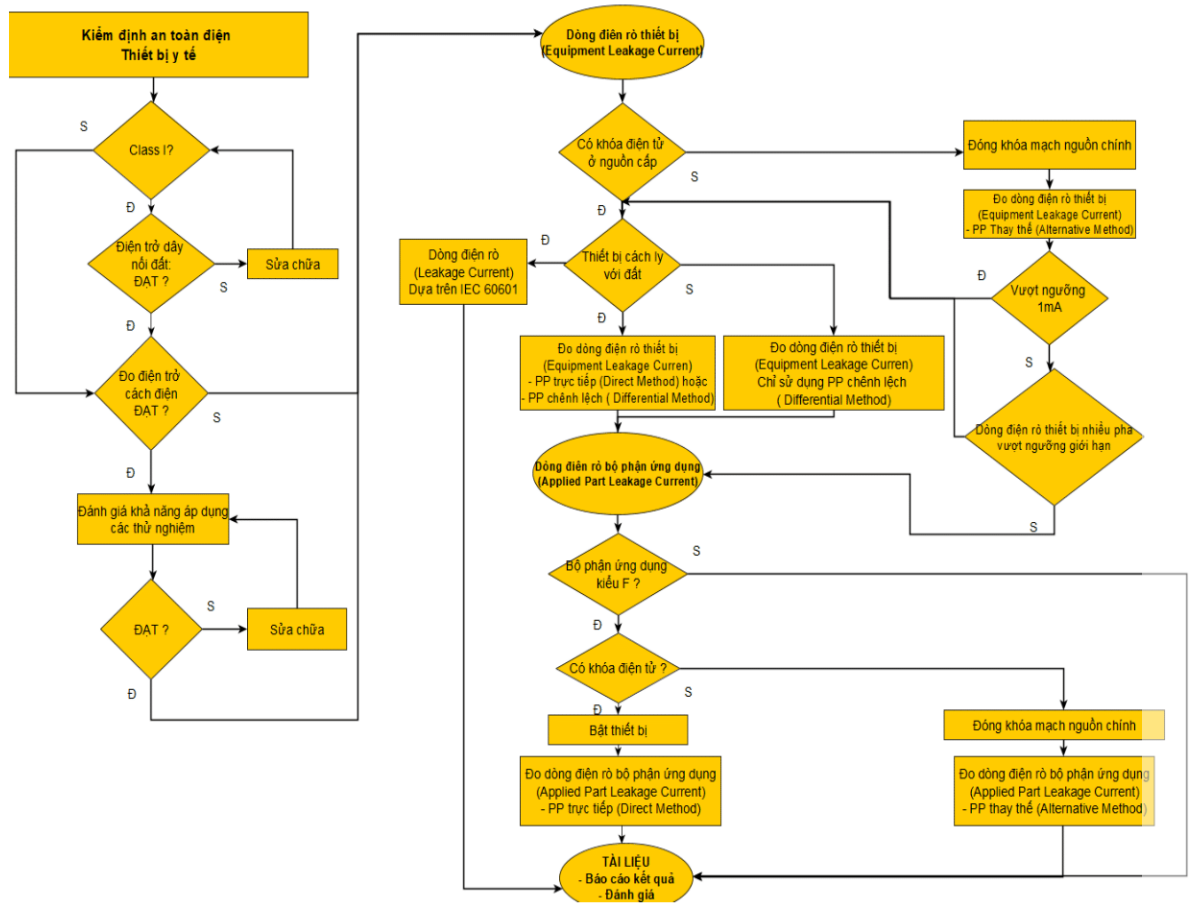 Kiểm định an toàn điện
Thiết bị y tế
S
Class I?
Đ
Điện trở dây
nối đất:
ĐẠT ?
S
Sửa chữa
Đ
Đo điện trở
cách điện
ĐẠT ?
S
Đ
Đánh giá khả năng áp dụng
các thử nghiệm
ĐẠT ?
S
Sửa chữa
Đ
Dòng điên rò thiết bị
(Equipment Leakage Current)
Có khóa điện tử
ở nguồn cấp
S
Đ
Đóng khóa mạch nguồn chính
Đo dòng điện rò thiết bị
(Equipment Leakage Current)
- PP Thay thế (Alternative Method)
Đ
Vượt ngưỡng
1mA
S
Dòng điện rò thiết bị nhiều pha
vượt ngưỡng giới hạn
S
Dòng điện rò
(Leakage Current)
Dựa trên IEC 60601
Đ
Thiết bị cách ly
với đất
S
Đ
Đo dòng điện rò thiết bị
(Equipment Leakage Curren)
- PP trực tiếp (Direct Method) hoặc
- PP chênh lệch ( Differential Method)
Đo dòng điện rò thiết bị
(Equipment Leakage Curren)
Chỉ sử dụng PP chênh lệch
( Differential Method)
Dòng điên rò bộ phận ứng dụng
(Applied Part Leakage Current)
Bộ phận ứng dụng
kiểu F ?
S
Đ
Có khóa điện tử ?
S
Đ
Bật thiết bị
Đo dòng điện rò bộ phận ứng dụng
(Applied Part Leakage Current)
- PP trực tiếp (Direct Method)
Đóng khóa mạch nguồn chính
Đo dòng điện rò bộ phận ứng dụng
(Applied Part Leakage Current)
- PP thay thế (Alternative Method)
TÀI LIỆU
- Báo cáo kết quả
- Đánh giá